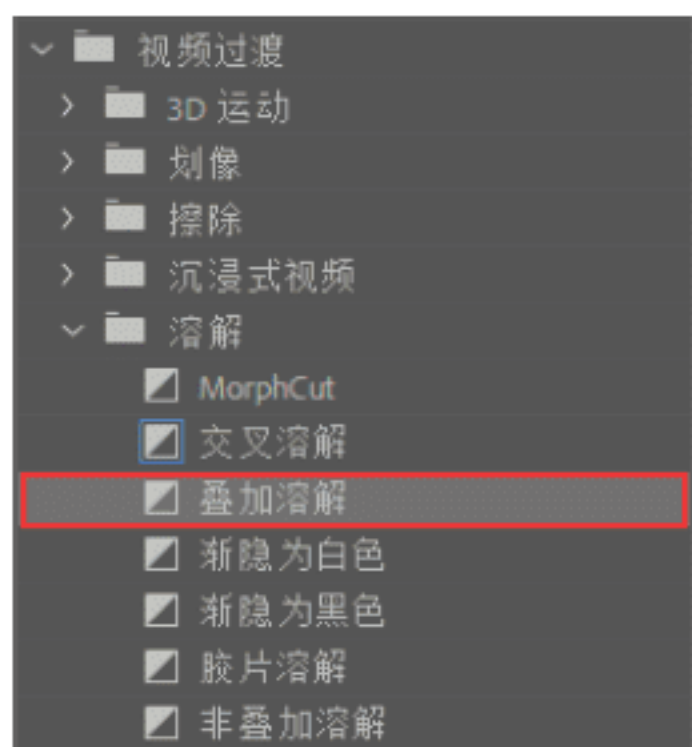 视频过渡
3D 运动
划像
擦除
沉浸式视频
溶解
MorphCut
交叉溶解
叠加溶解
渐隐为白色
渐隐为黑色
胶片溶解
非叠加溶解